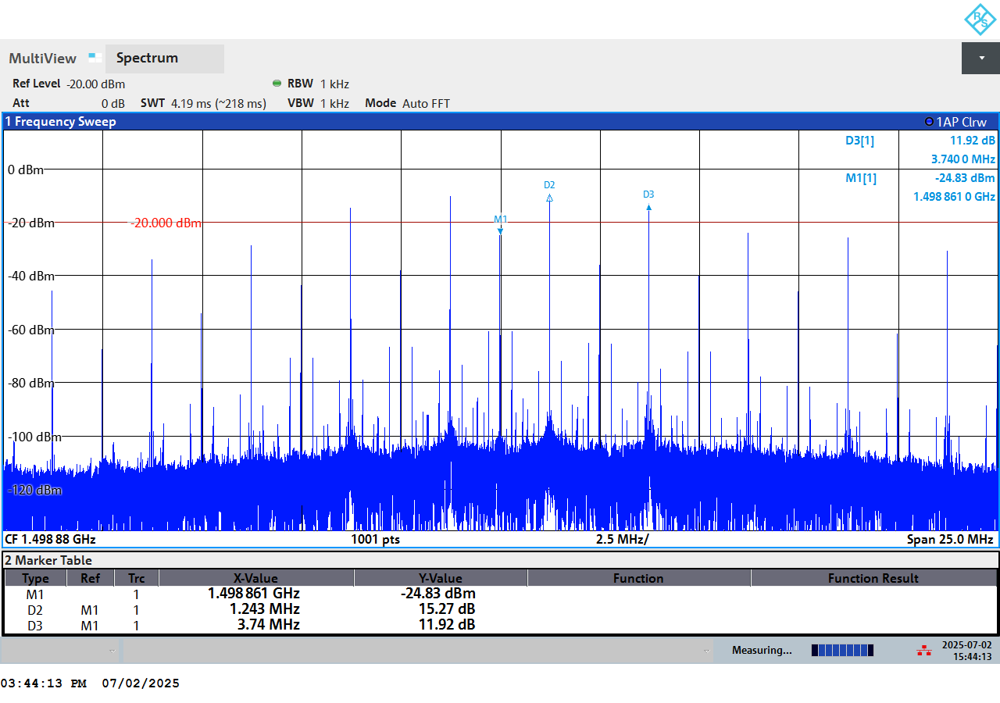 R S
MultiView Spectrum
Ref Level -20.00 dBm RBW 1 kHz
Att 0 dB SWT 4.19 ms (~218 ms) VBW 1 kHz Mode Auto FFT
1 Frequency Sweep 1AP Clrw
D3[1] 11.92 dB
3.740 0 MHz
M1[1] -24.83 dBm
1.498 861 0 GHz
0 dBm
D2
D3
M1
-20 dBm -20.000 dBm
-40 dBm
-60 dBm
-80 dBm
-100 dBm
-120 dBm
CF 1.498 88 GHz 1001 pts 2.5 MHz/ Span 25.0 MHz
2 Marker Table
Type Ref Trc X-Value Y-Value Function Function Result
M1 1 1.498 861 GHz -24.83 dBm
D2 M1 1 1.243 MHz 15.27 dB
D3 M1 1 3.74 MHz 11.92 dB
Measuring... 2025-07-02
15:44:13
03:44:13 PM 07/02/2025